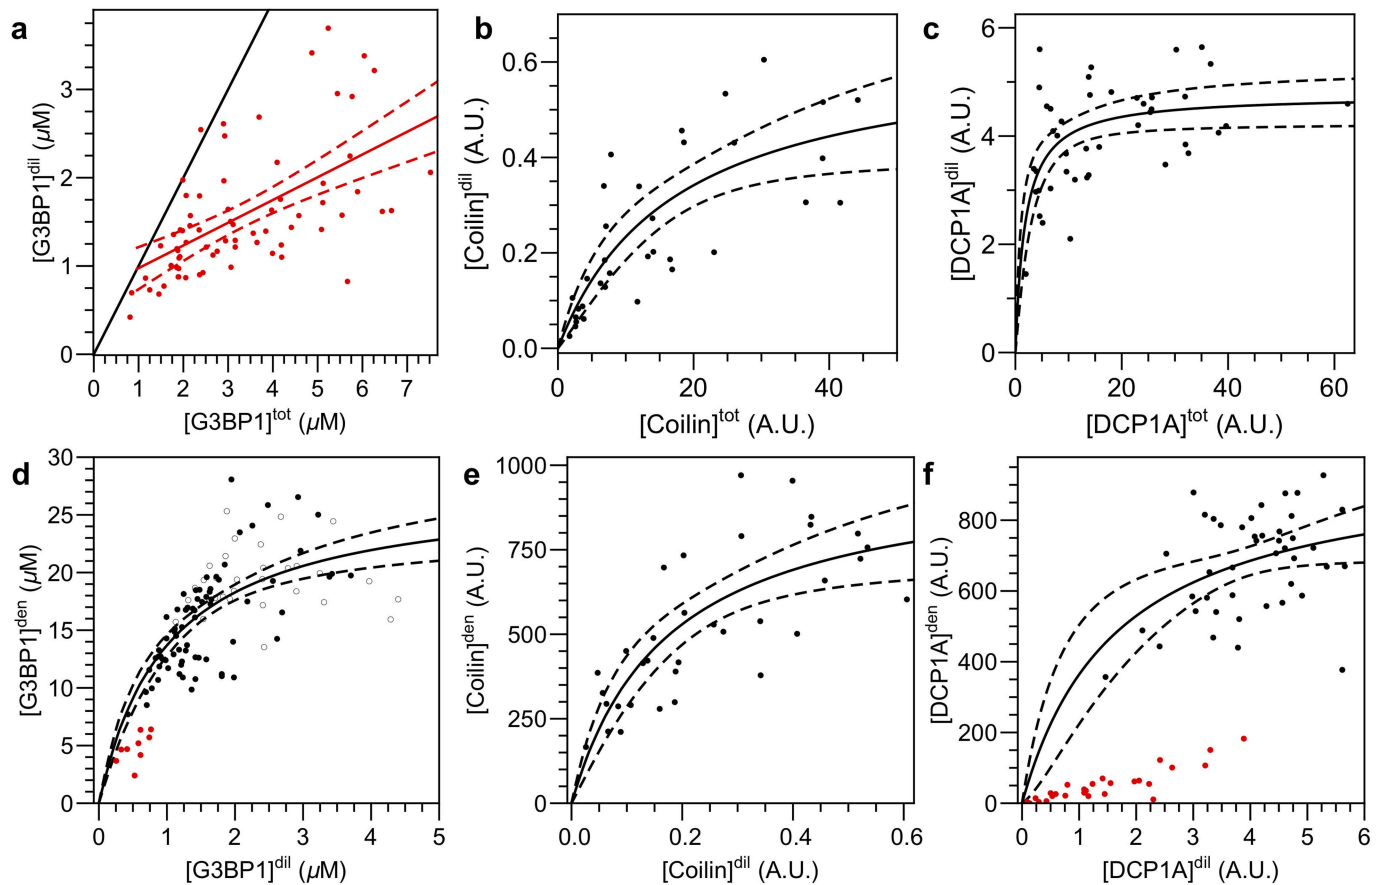 a
[G3BP1]dil (µM)
3
2
1
0
0 1 2 3 4 5 6 7
[G3BP1]tot (µM)
b
[Coilin]dil (A.U.)
0.6
0.4
0.2
0.0
0 20 40
[Coilin]tot (A.U.)
c
[DCP1A]dil (A.U.)
6
4
2
0
0 20 40 60
[DCP1A]tot (A.U.)
d
[G3BP1]den (µM)
30
25
20
15
10
5
0
0 1 2 3 4 5
[G3BP1]dil (µM)
e
[Coilin]den (A.U.)
1000
750
500
250
0
0.0 0.2 0.4 0.6
[Coilin]dil (A.U.)
f
[DCP1A]den (A.U.)
800
600
400
200
0
0 1 2 3 4 5 6
[DCP1A]dil (A.U.)